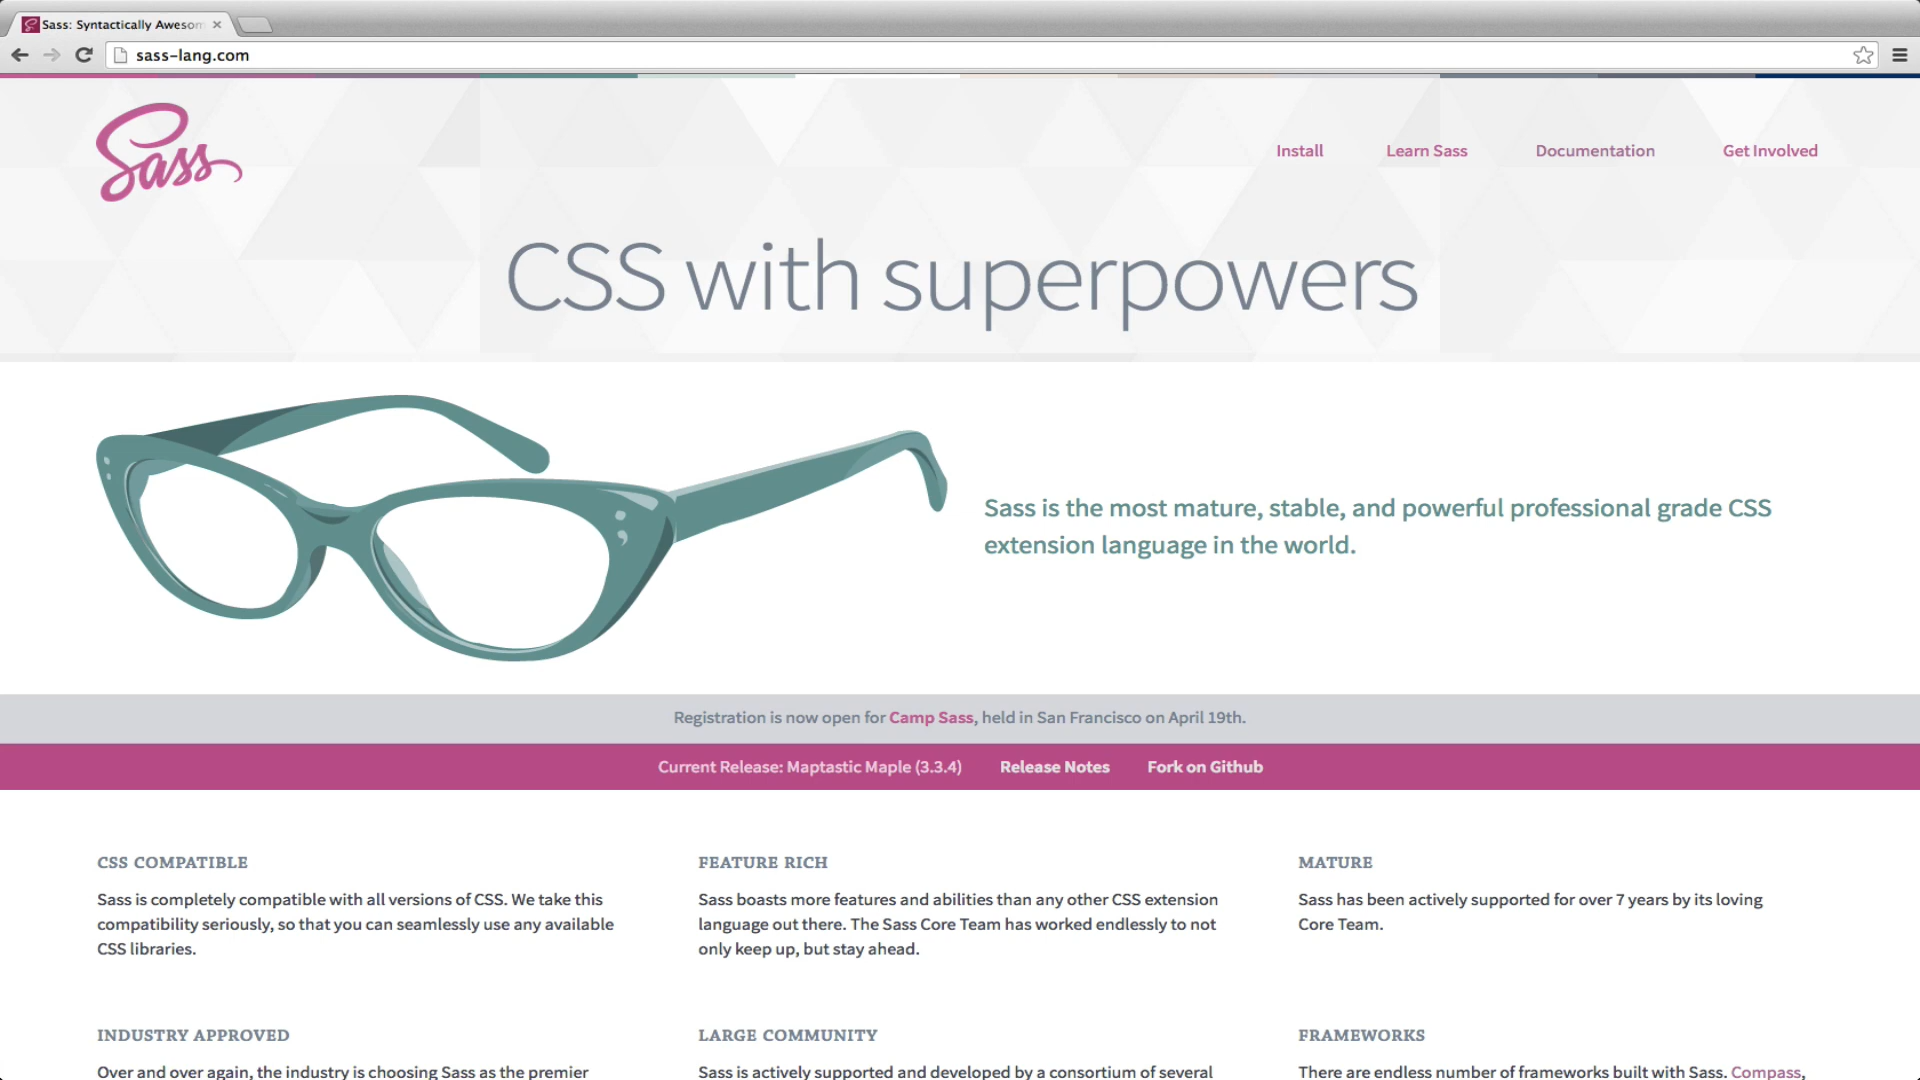 Sass: Syntactically Awesom
sass-lang.com
Sass
Install
Learn Sass
Documentation
Get Involved
CSS with superpowers
Sass is the most mature, stable, and powerful professional grade CSS
extension language in the world.
Registration is now open for Camp Sass, held in San Francisco on April 19th.
Current Release: Maptastic Maple (3.3.4)
Release Notes
Fork on Github
CSS COMPATIBLE
Sass is completely compatible with all versions of CSS. We take this
compatibility seriously, so that you can seamlessly use any available
CSS libraries.
FEATURE RICH
Sass boasts more features and abilities than any other CSS extension
language out there. The Sass Core Team has worked endlessly to not
only keep up, but stay ahead.
MATURE
Sass has been actively supported for over 7 years by its loving
Core Team.
INDUSTRY APPROVED
Over and over again, the industry is choosing Sass as the premier
LARGE COMMUNITY
Sass is actively supported and developed by a consortium of several
FRAMEWORKS
There are endless number of frameworks built with Sass. Compass,